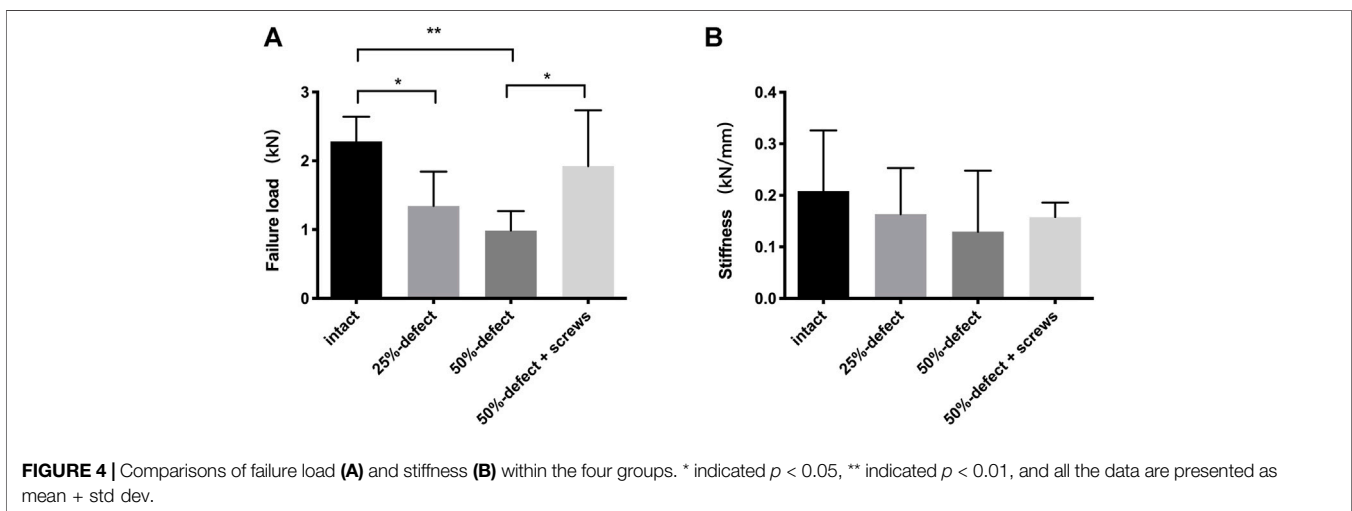 A
**
*
*
3
2
1
0
Failure load (kN)
intact
25%-defect
50%-defect
50%-defect + screws
B
0.4
0.3
0.2
0.1
0.0
Stiffness (kN/mm)
intact
25%-defect
50%-defect
50%-defect + screws
FIGURE 4 | Comparisons of failure load (A) and stiffness (B) within the four groups. * indicated p < 0.05, ** indicated p < 0.01, and all the data are presented as
mean + std dev.